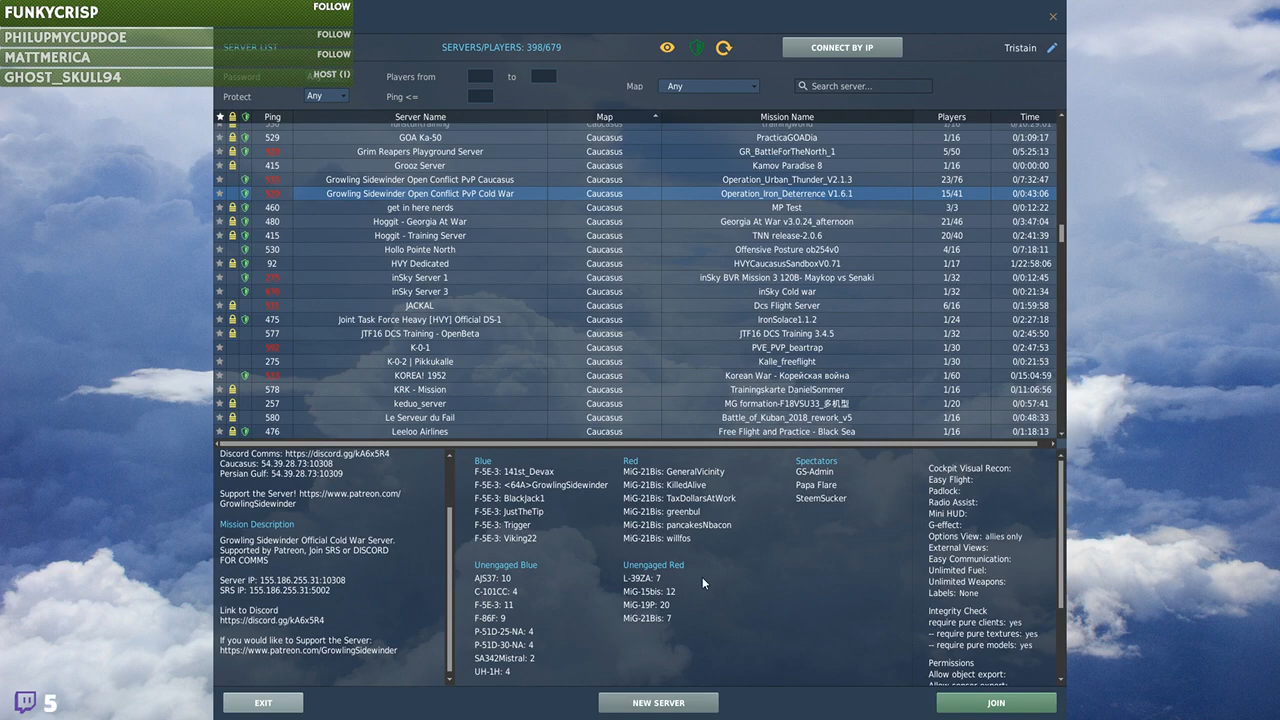 FUNKYCRISP FOLLOW
PHILUPMYCUPDOE FOLLOW
MATTMERICA FOLLOW
GHOST_SKULL94 HOST (1)
SERVER LIST SERVERS/PLAYERS: 398/679 CONNECT BY IP Tristain
Password Players from to Map Any Search server...
Protect Any Ping <=
Ping Server Name Map Mission Name Players Time
529 GOA Ka-50 Caucasus PracticaGOADia 1/16 0/1:09:17
Grim Reapers Playground Server Caucasus GR_BattleForTheNorth_1 5/50 0/5:25:13
415 Grooz Server Caucasus Kamov Paradise 8 1/16 0/0:00:00
Growling Sidewinder Open Conflict PvP Caucasus Caucasus Operation_Urban_Thunder_V2.1.3 23/76 0/7:32:47
Growling Sidewinder Open Conflict PvP Cold War Caucasus Operation_Iron_Deterrence V1.6.1 15/41 0/0:43:06
460 get in here nerds Caucasus MP Test 3/3 0/0:12:22
480 Hoggit - Georgia At War Caucasus Georgia At War v3.0.24_afternoon 21/46 0/3:47:04
415 Hoggit - Training Server Caucasus TNN release-2.0.6 20/40 0/2:41:39
530 Hollo Pointe North Caucasus Offensive Posture ob254v0 4/16 0/7:18:11
92 HVY Dedicated Caucasus HVYCaucasusSandboxV0.71 1/17 1/22:58:06
inSky Server 1 Caucasus inSky BVR Mission 3 120B- Maykop vs Senaki 1/32 0/0:12:45
inSky Server 3 Caucasus inSky Cold war 1/32 0/0:21:34
JACKAL Caucasus Dcs Flight Server 6/16 0/1:59:58
475 Joint Task Force Heavy [HVY] Official DS-1 Caucasus IronSolace1.1.2 1/24 0/2:27:18
577 JTF16 DCS Training - OpenBeta Caucasus JTF16 DCS Training 3.4.5 1/32 0/2:45:50
K-0-1 Caucasus PVE_PVP_beartrap 1/30 0/2:47:53
275 K-0-2 | Pikkukalle Caucasus Kalle_freeflight 1/30 0/0:21:53
KOREA! 1952 Caucasus Korean War - Корейская война 1/60 0/15:04:59
578 KRK - Mission Caucasus Trainingskarte DanielSommer 1/16 0/11:06:56
257 keduo_server Caucasus MG formation-F18VSU33_多机型 1/20 0/0:57:41
580 Le Serveur du Fail Caucasus Battle_of_Kuban_2018_rework_v5 1/16 0/0:48:33
476 Leeloo Airlines Caucasus Free Flight and Practice - Black Sea 1/16 0/1:18:13
Discord Comms: https://discord.gg/kA6x5R4
Caucasus: 54.39.28.73:10308
Persian Gulf: 54.39.28.73:10309
Support the Server! https://www.patreon.com/
GrowlingSidewinder
Mission Description
Growling Sidewinder Official Cold War Server.
Supported by Patreon, Join SRS or DISCORD
FOR COMMS
Server IP: 155.186.255.31:10308
SRS IP: 155.186.255.31:5002
Link to Discord
https://discord.gg/kA6x5R4
If you would like to Support the Server:
https://www.patreon.com/GrowlingSidewinder
Blue
F-5E-3: 141st_Devax
F-5E-3: <64A>GrowlingSidewinder
F-5E-3: BlackJack1
F-5E-3: JustTheTip
F-5E-3: Trigger
F-5E-3: Viking22
Unengaged Blue
AJS37: 10
C-101CC: 4
F-5E-3: 11
F-86F: 9
P-51D-25-NA: 4
P-51D-30-NA: 4
SA342Mistral: 2
UH-1H: 4
Red
MiG-21Bis: GeneralVicinity
MiG-21Bis: KilledAlive
MiG-21Bis: TaxDollarsAtWork
MiG-21Bis: greenbul
MiG-21Bis: pancakesNbacon
MiG-21Bis: willfos
Unengaged Red
L-39ZA: 7
MiG-15bis: 12
MiG-19P: 20
MiG-21Bis: 7
Spectators
GS-Admin
Papa Flare
SteemSucker
Cockpit Visual Recon:
Easy Flight:
Padlock:
Radio Assist:
Mini HUD:
G-effect:
Options View: allies only
External Views:
Easy Communication:
Unlimited Fuel:
Unlimited Weapons:
Labels: None
Integrity Check
require pure clients: yes
-- require pure textures: yes
-- require pure models: yes
Permissions
Allow object export:
EXIT NEW SERVER JOIN
5